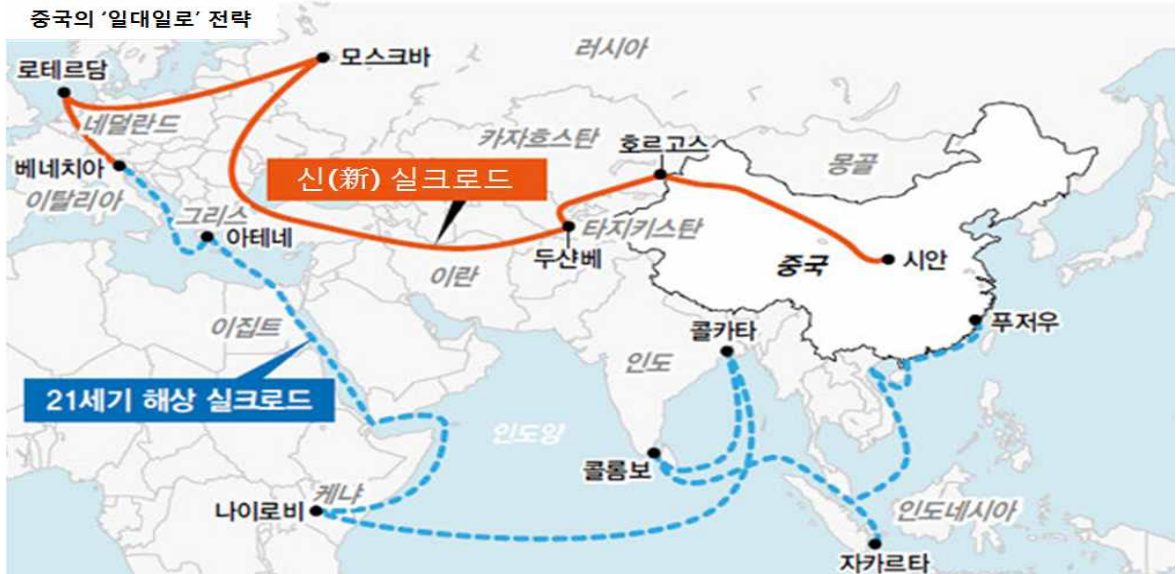 중국의 ‘일대일로’ 전략
러시아
모스크바
로테르담
네덜란드
카자흐스탄
호르고스
몽골
베네치아
신(新) 실크로드
이탈리아
그리스
아테네
타지키스탄
두샨베
이란
중국
시안
이집트
콜카타
푸저우
인도
21세기 해상 실크로드
인도양
콜롬보
케냐
나이로비
인도네시아
자카르타